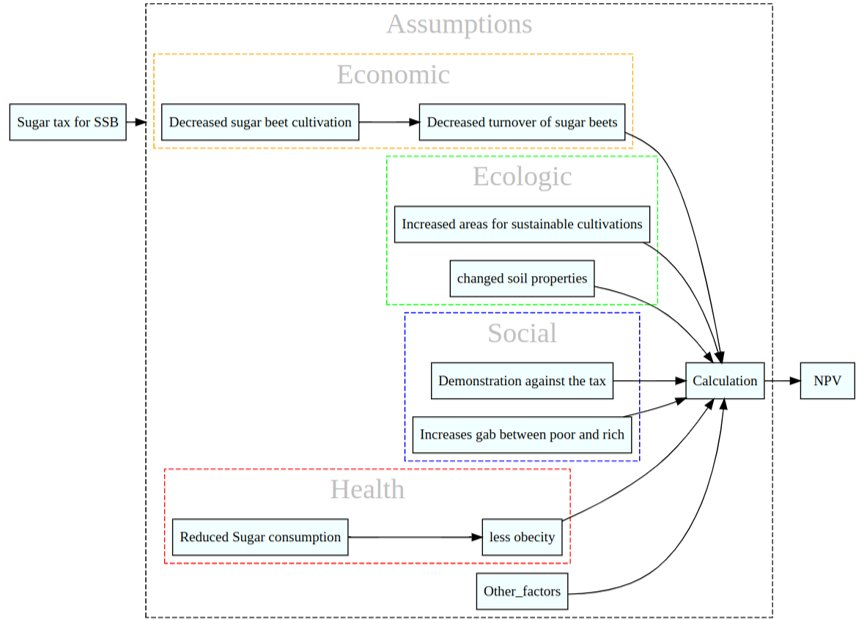 Assumptions
Economic
Sugar tax for SSB
Decreased sugar beet cultivation
Decreased turnover of sugar beets
Ecologic
Increased areas for sustainable cultivations
changed soil properties
Social
Demonstration against the tax
Calculation
NPV
Increases gab between poor and rich
Health
Reduced Sugar consumption
less obecity
Other_factors